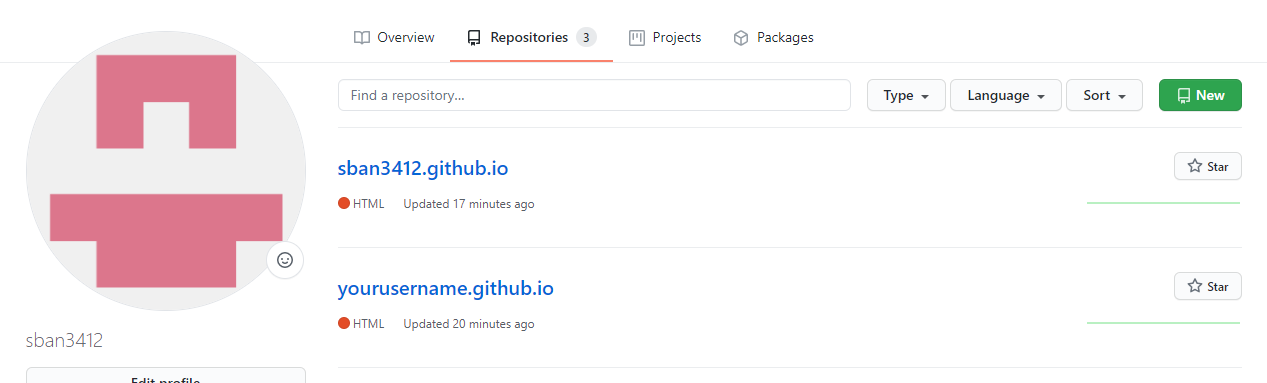 Overview Repositories 3 Projects Packages
Find a repository... Type Language Sort New
sban3412.github.io Star
HTML Updated 17 minutes ago
yourusername.github.io Star
HTML Updated 20 minutes ago
sban3412
Edit profile